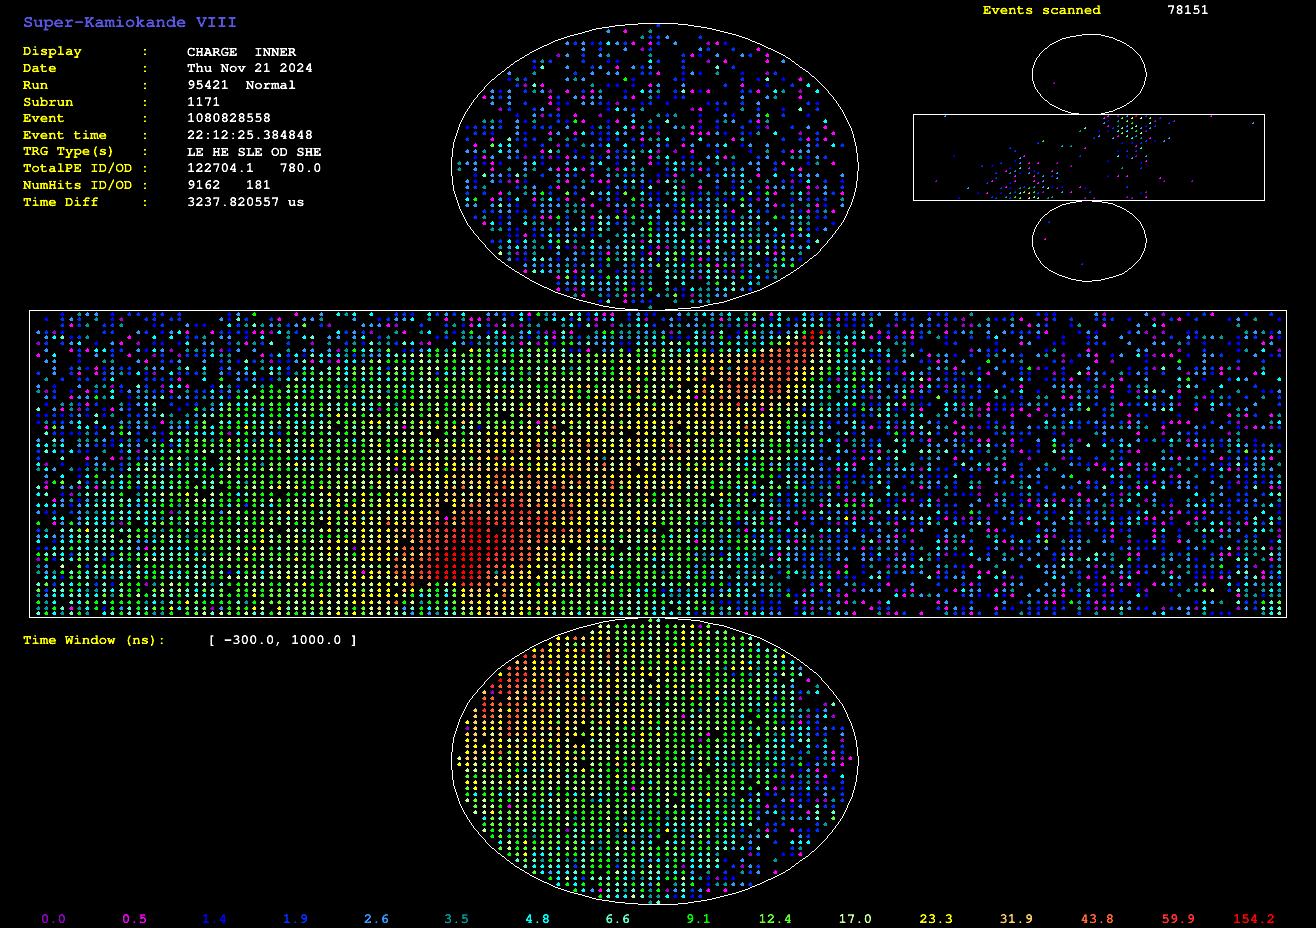 Super-Kamiokande VIII
Display : CHARGE INNER
Date : Thu Nov 21 2024
Run : 95421 Normal
Subrun : 1171
Event : 1080828558
Event time : 22:12:25.384848
TRG Type(s) : LE HE SLE OD SHE
TotalPE ID/OD : 122704.1 780.0
NumHits ID/OD : 9162 181
Time Diff : 3237.820557 us
Events scanned 78151
Time Window (ns): [ -300.0, 1000.0 ]
0.0 0.5 1.4 1.9 2.6 3.5 4.8 6.6 9.1 12.4 17.0 23.3 31.9 43.8 59.9 154.2